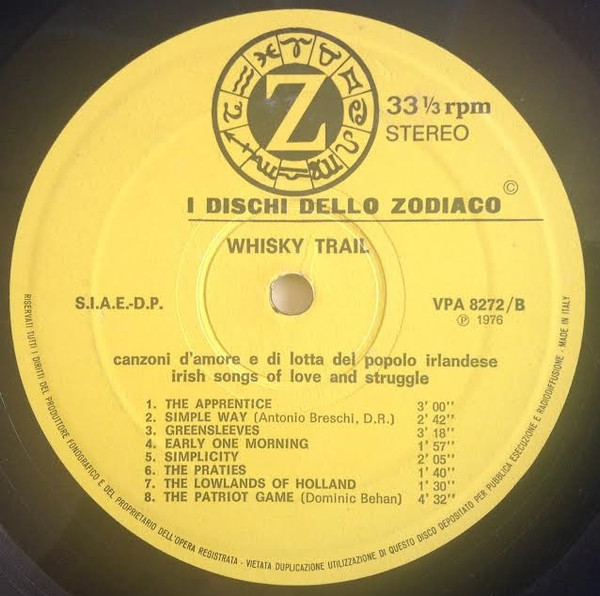 Z
33 1/3 rpm
STEREO
©
I DISCHI DELLO ZODIACO
WHISKY TRAIL
S.I.A.E.-D.P.
VPA 8272/B
℗ 1976
canzoni d'amore e di lotta del popolo irlandese
irish songs of love and struggle
1. THE APPRENTICE 3' 00''
2. SIMPLE WAY (Antonio Breschi, D.R.) 2' 42''
3. GREENSLEEVES 3' 18''
4. EARLY ONE MORNING 1' 57''
5. SIMPLICITY 2' 05''
6. THE PRATIES 1' 40''
7. THE LOWLANDS OF HOLLAND 1' 30''
8. THE PATRIOT GAME (Dominic Behan) 4' 32''
RISERVATI TUTTI I DIRITTI DEL PRODUTTORE FONOGRAFICO E DEL PROPRIETARIO DELL'OPERA REGISTRATA - VIETATA DUPLICAZIONE UTILIZZAZIONE DI QUESTO DISCO DEPOSITATO PER PUBBLICA ESECUZIONE E RADIODIFFUSIONE - MADE IN ITALY